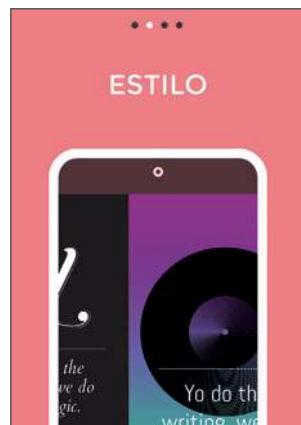 ESTILO
y.
the
we do
gic.
Yo do th
writing, we